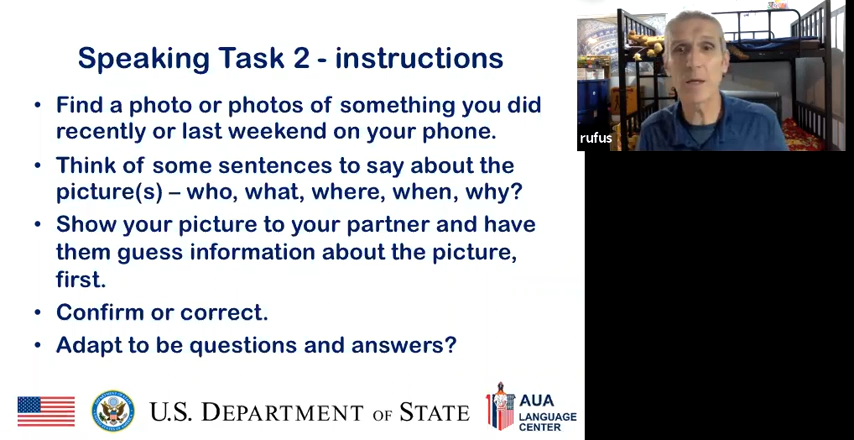 Speaking Task 2 - instructions
• Find a photo or photos of something you did
recently or last weekend on your phone.
• Think of some sentences to say about the
picture(s) – who, what, where, when, why?
• Show your picture to your partner and have
them guess information about the picture,
first.
• Confirm or correct.
• Adapt to be questions and answers?
U.S. DEPARTMENT OF STATE
AUA
LANGUAGE
CENTER
rufus